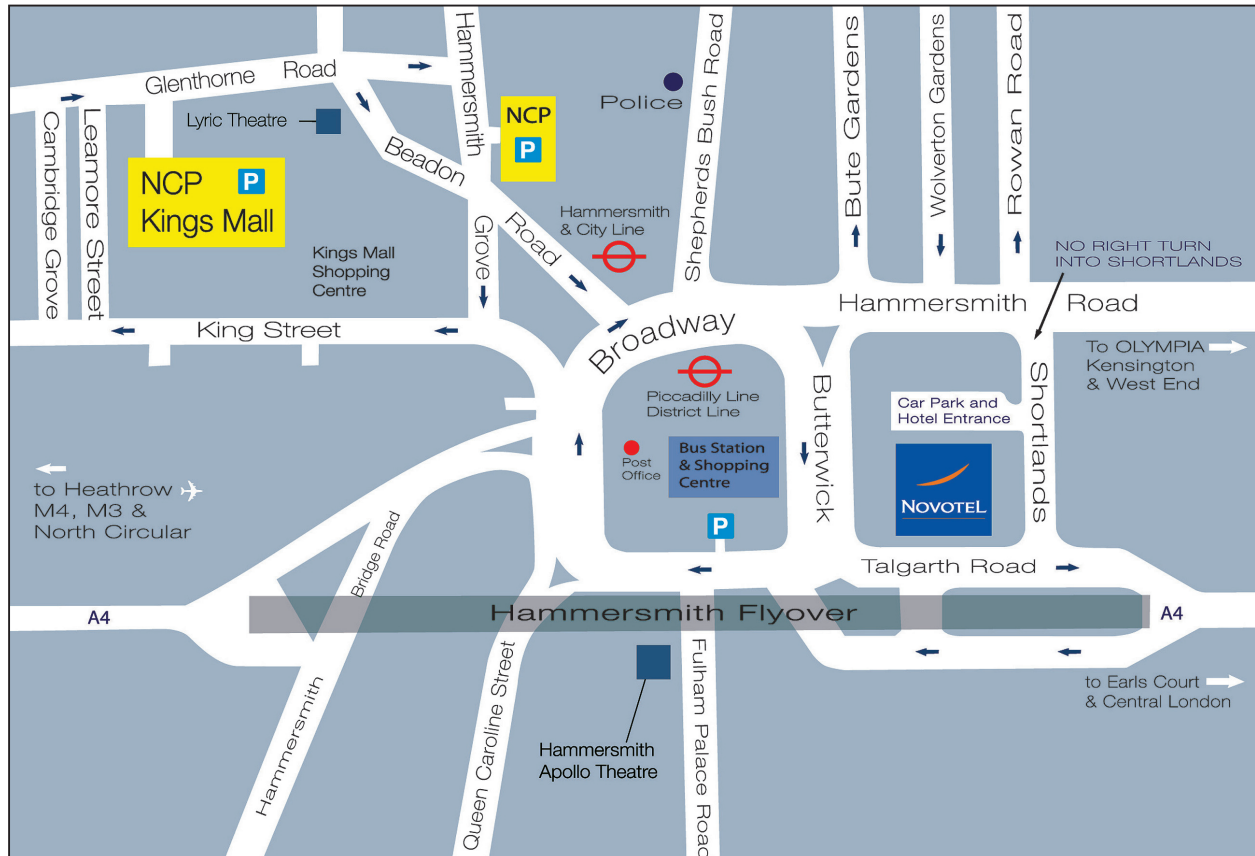 Glenthorne Road
Hammersmith
Grove
Lyric Theatre
NCP
P
Police
Shepherds Bush Road
Bute Gardens
Wolverton Gardens
Rowan Road
Cambridge Grove
Leamore Street
NCP P
Kings Mall
Beadon
Road
Hammersmith
& City Line
Kings Mall
Shopping
Centre
NO RIGHT TURN
INTO SHORTLANDS
Hammersmith Road
King Street
Broadway
To OLYMPIA
Kensington
& West End
Piccadilly Line
District Line
Butterwick
Car Park and
Hotel Entrance
Shortlands
Post
Office
Bus Station
& Shopping
Centre
NOVOTEL
to Heathrow
M4, M3 &
North Circular
P
Bridge Road
Talgarth Road
A4
Hammersmith Flyover
A4
Hammersmith
Queen Caroline Street
Fulham Palace Road
to Earls Court
& Central London
Hammersmith
Apollo Theatre